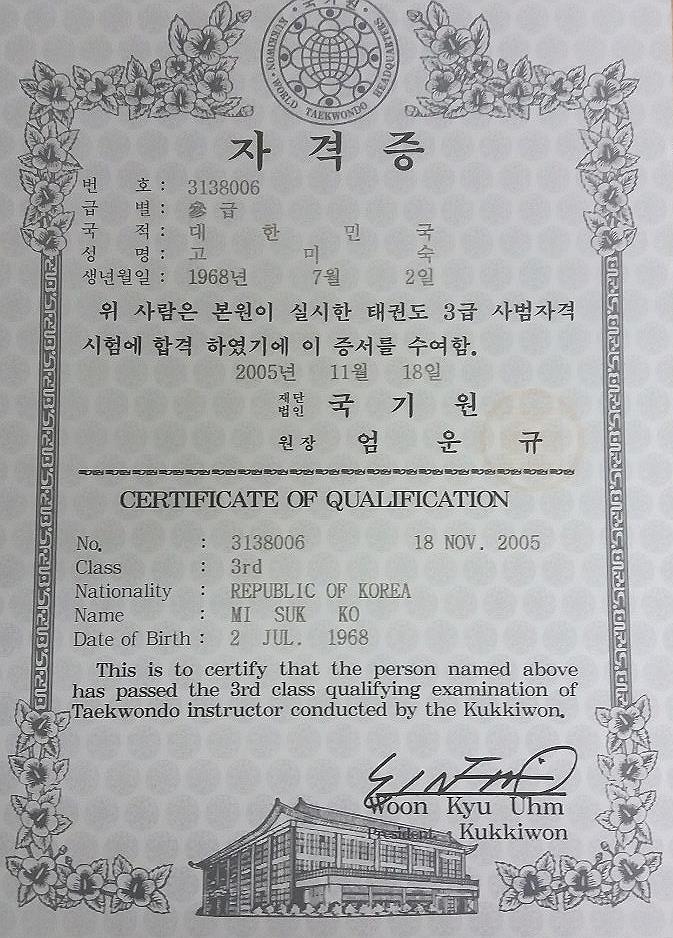 국기원
KUKKIWON · WORLD TAEKWONDO HEADQUARTERS
자 격 증
번 호 : 3138006
급 별 : 參 급
국 적 : 대 한 민 국
성 명 : 고 미 숙
생년월일 : 1968년 7월 2일
위 사람은 본원이 실시한 태권도 3급 사범자격
시험에 합격 하였기에 이 증서를 수여함.
2005년 11월 18일
재단법인 국 기 원
원장 엄 운 규
CERTIFICATE OF QUALIFICATION
No. : 3138006 18 NOV. 2005
Class : 3rd
Nationality : REPUBLIC OF KOREA
Name : MI SUK KO
Date of Birth : 2 JUL. 1968
This is to certify that the person named above
has passed the 3rd class qualifying examination of
Taekwondo instructor conducted by the Kukkiwon.
Woon Kyu Uhm
President, Kukkiwon